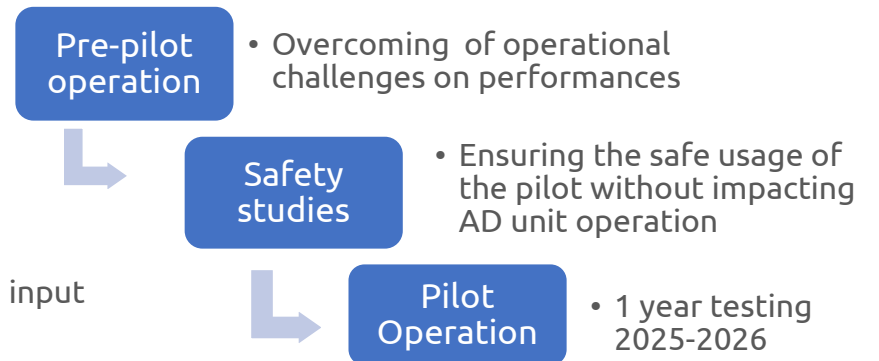 Pre-pilot
operation
• Overcoming of operational
challenges on performances
Safety
studies
• Ensuring the safe usage of
the pilot without impacting
AD unit operation
input
Pilot
Operation
• 1 year testing
2025-2026